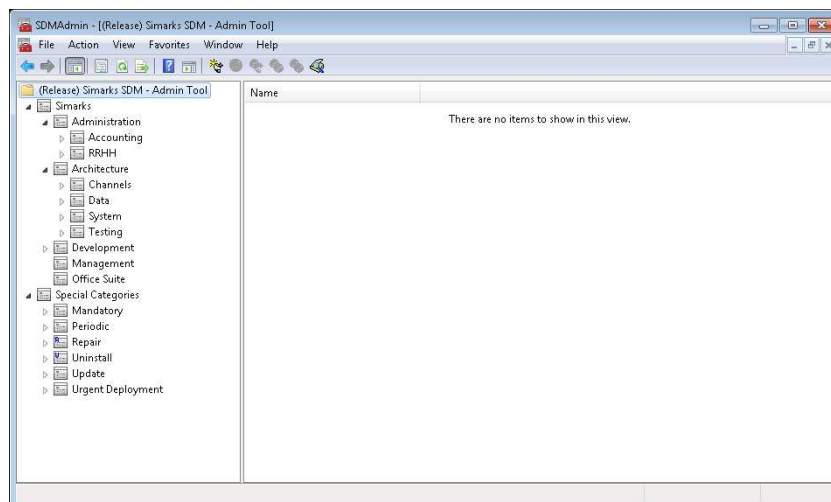 SDMAdmin - [(Release) Simarks SDM - Admin Tool]
File Action View Favorites Window Help
(Release) Simarks SDM - Admin Tool
Name
There are no items to show in this view.
Simarks
Administration
Accounting
RRHH
Architecture
Channels
Data
System
Testing
Development
Management
Office Suite
Special Categories
Mandatory
Periodic
Repair
Uninstall
Update
Urgent Deployment